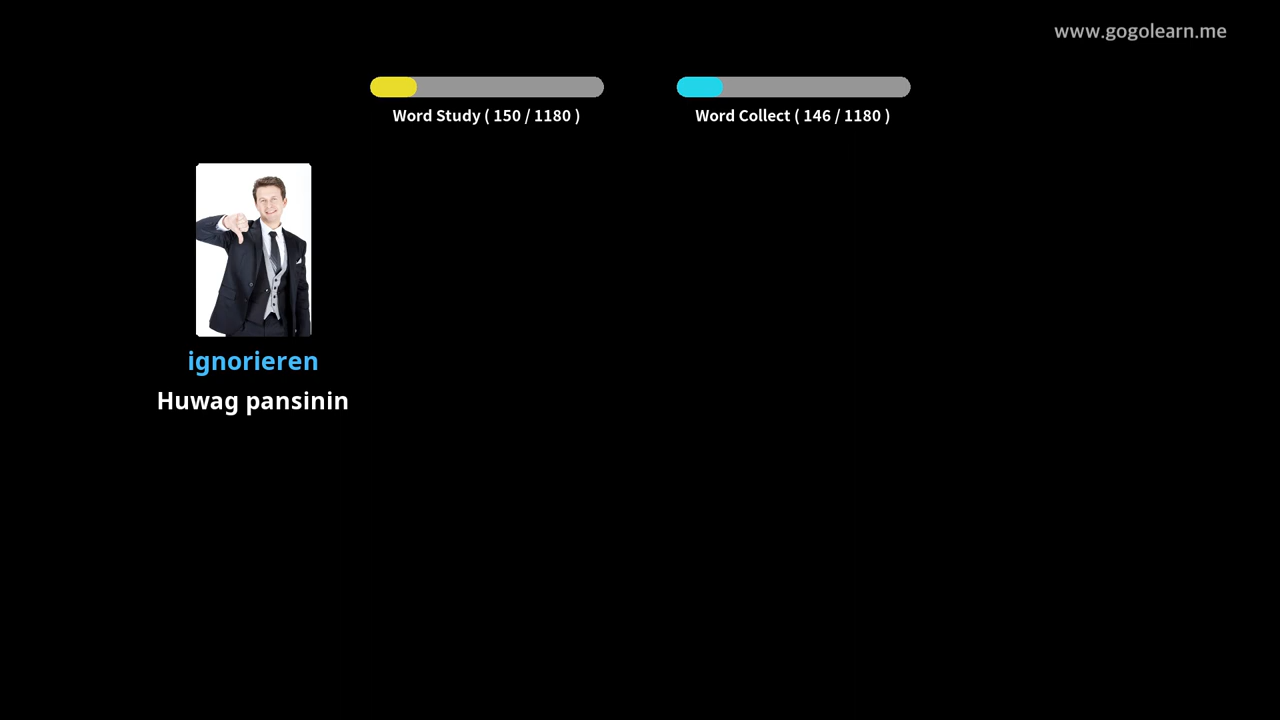 www.gogolearn.me
Word Study ( 150 / 1180 )
Word Collect ( 146 / 1180 )
ignorieren
Huwag pansinin